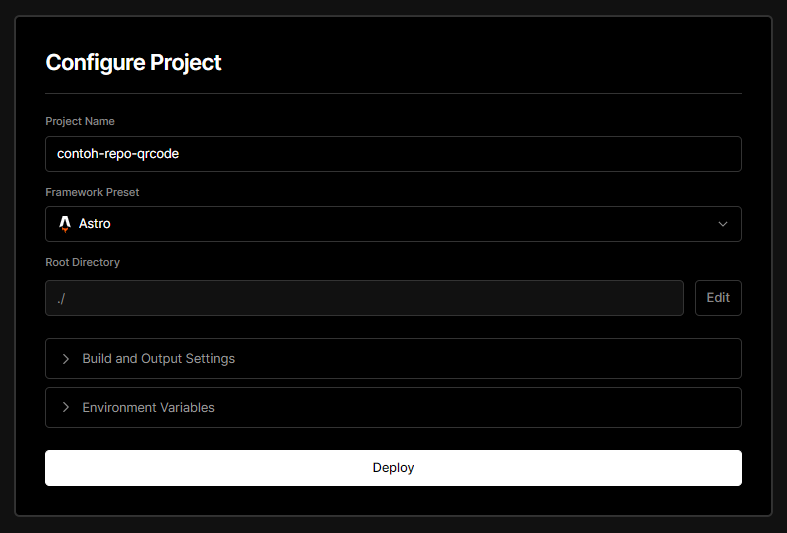 Configure Project
Project Name
contoh-repo-qrcode
Framework Preset
Astro
Root Directory
./
Edit
Build and Output Settings
Environment Variables
Deploy